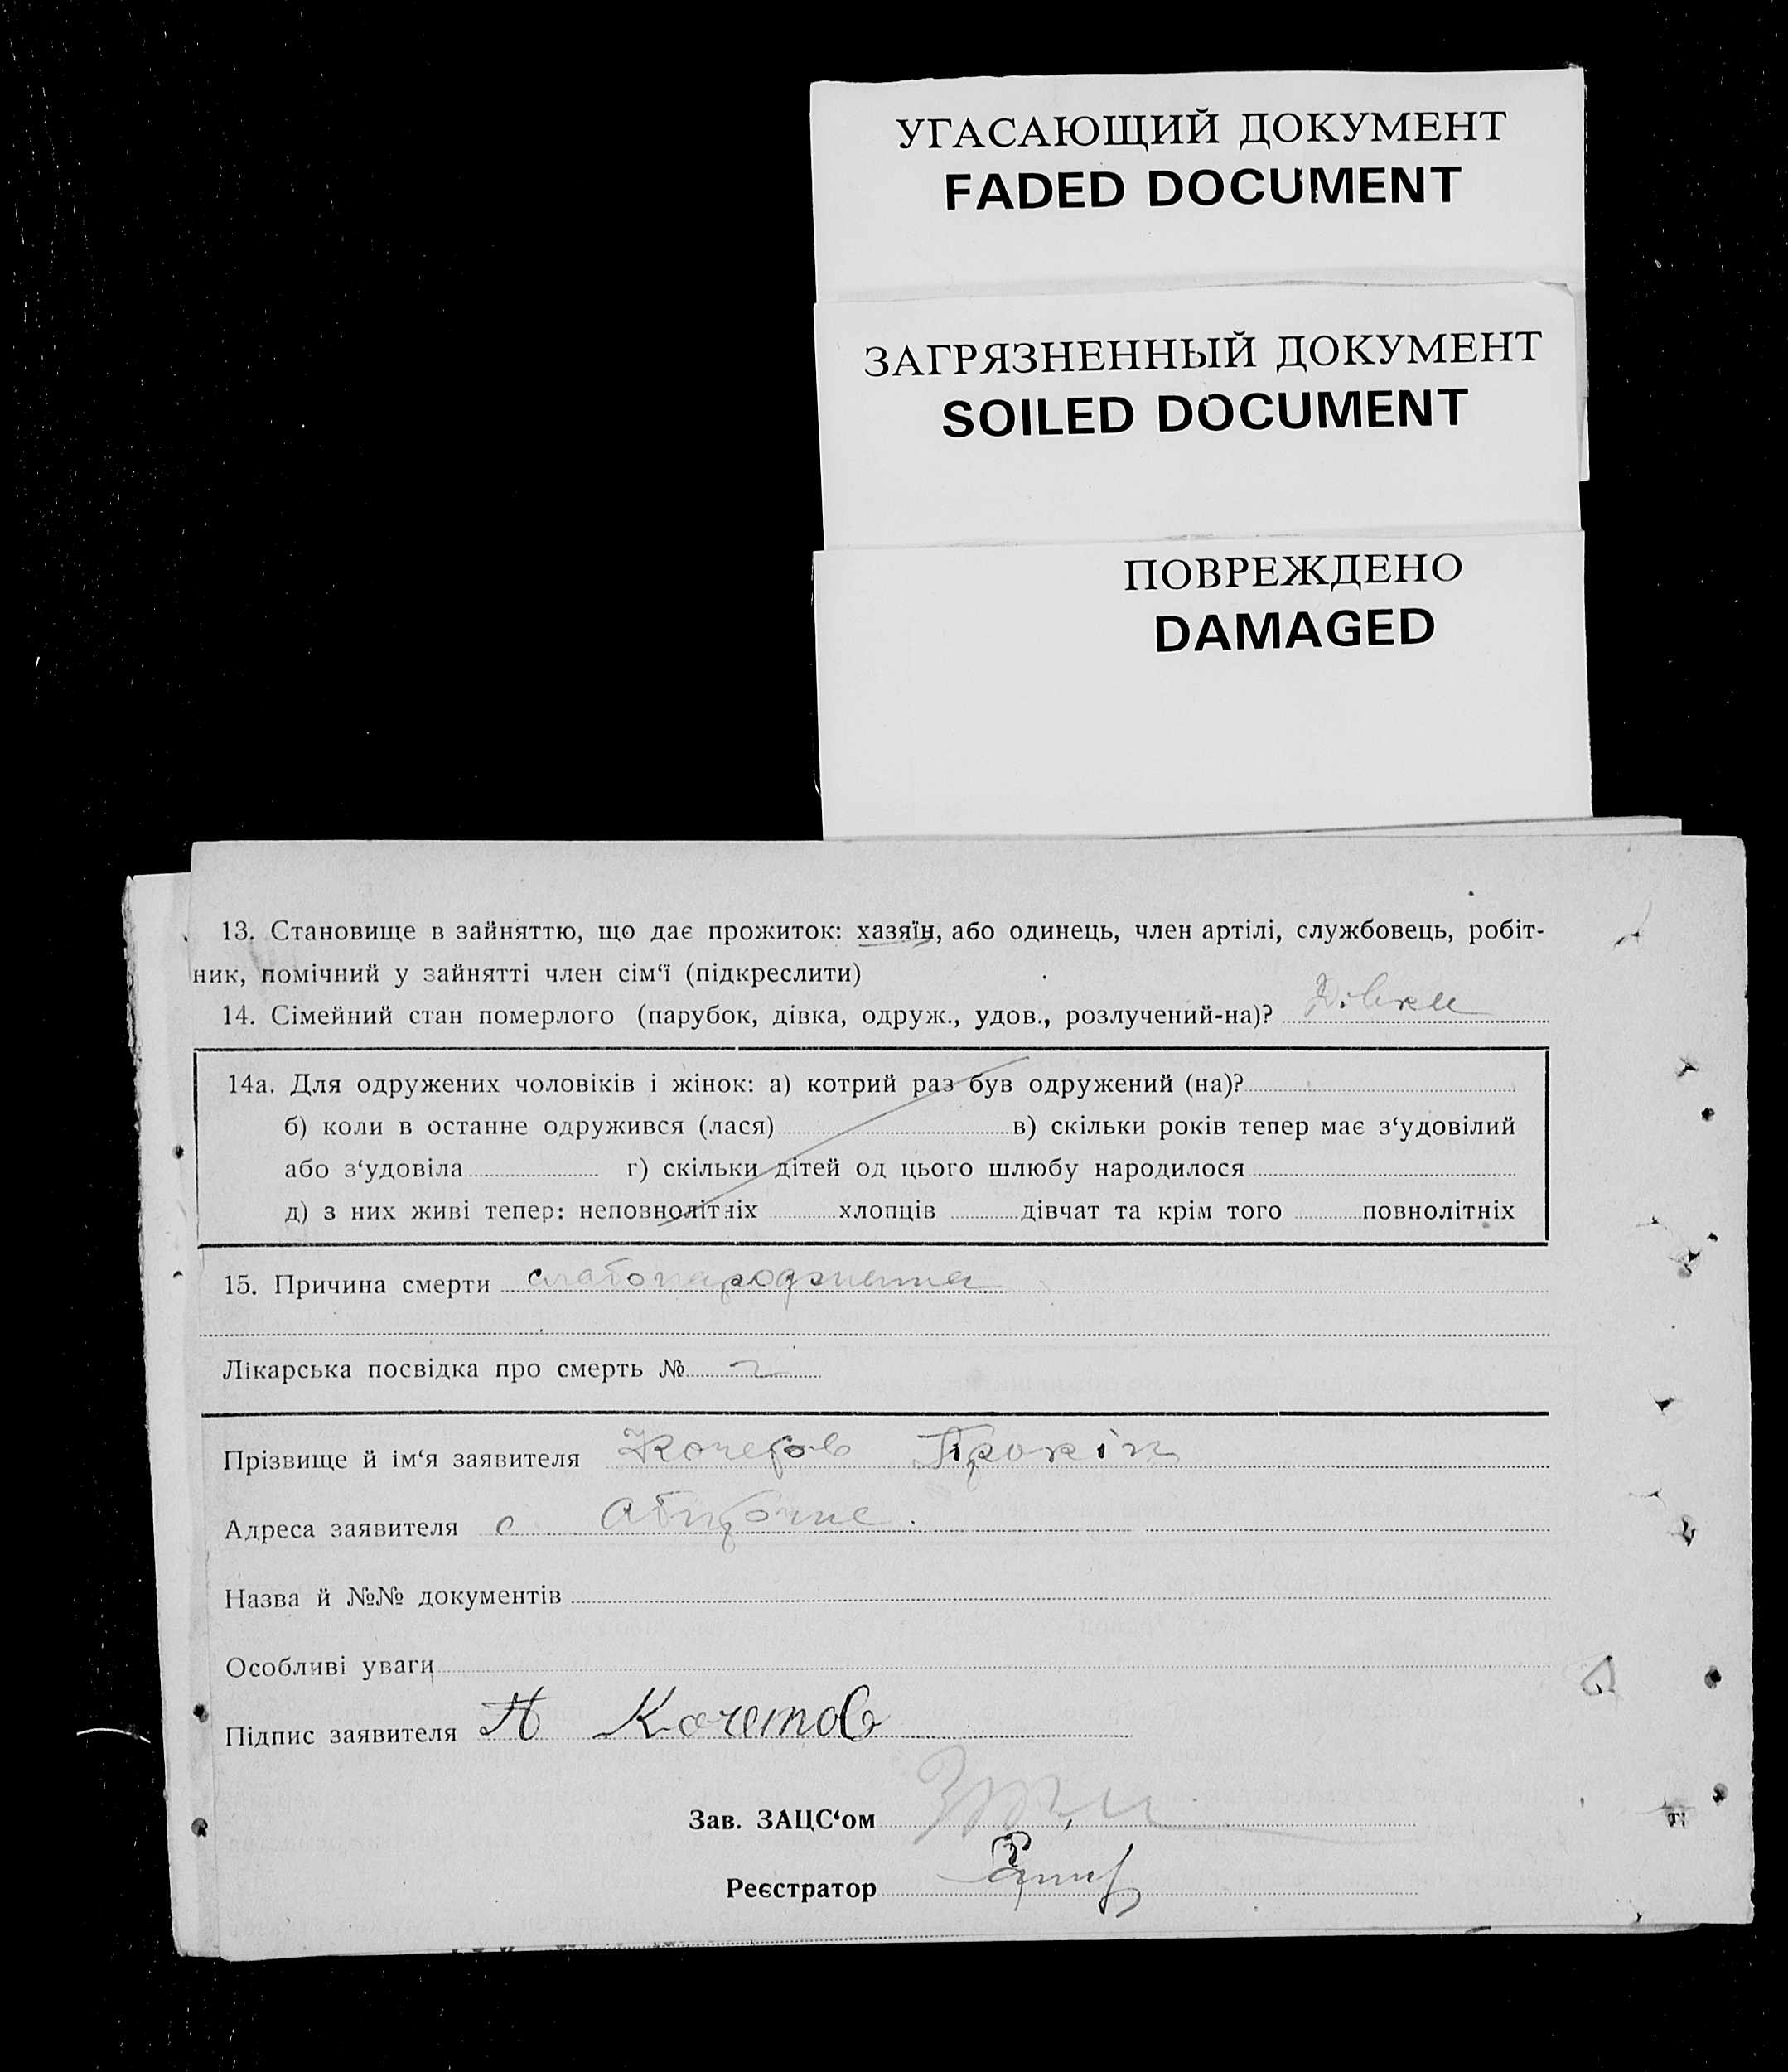 УГАСАЮЩИЙ ДОКУМЕНТ
FADED DOCUMENT
ЗАГРЯЗНЕННЫЙ ДОКУМЕНТ
SOILED DOCUMENT
ПОВРЕЖДЕНО
DAMAGED
13. Становище в зайняттю, що дає прожиток: хазяїн, або одинець, член артілі, службовець, робіт-
ник, помічний у зайнятті член сім‘ї (підкреслити)
14. Сімейний стан померлого (парубок, дівка, одруж., удов., розлучений-на)? Дівка
14а. Для одружених чоловіків і жінок: а) котрий раз був одружений (на)?
б) коли в останне одружився (лася) в) скільки років тепер має з‘удовілий
або з‘удовіла г) скільки дітей од цього шлюбу народилося
д) з них живі тепер: неповнолітніх хлопців дівчат та крім того повнолітніх
15. Причина смерти
Лікарська посвідка про смерть №
Прізвище й ім‘я заявителя Прокіп
Адреса заявителя с
Назва й №№ документів
Особливі уваги
Підпис заявителя П Кочетов
Зав. ЗАЦС‘ом
Реєстратор